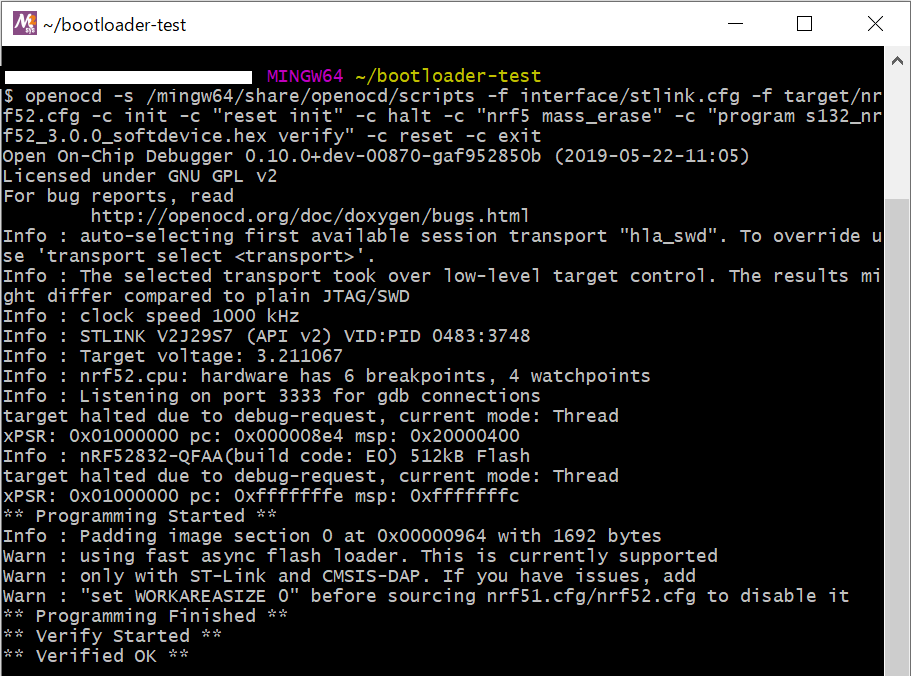 ~/bootloader-test
MINGW64 ~/bootloader-test
$ openocd -s /mingw64/share/openocd/scripts -f interface/stlink.cfg -f target/nr
f52.cfg -c init -c "reset init" -c halt -c "nrf5 mass_erase" -c "program s132_nr
f52_3.0.0_softdevice.hex verify" -c reset -c exit
Open On-Chip Debugger 0.10.0+dev-00870-gaf952850b (2019-05-22-11:05)
Licensed under GNU GPL v2
For bug reports, read
        http://openocd.org/doc/doxygen/bugs.html
Info : auto-selecting first available session transport "hla_swd". To override u
se 'transport select <transport>'.
Info : The selected transport took over low-level target control. The results mi
ght differ compared to plain JTAG/SWD
Info : clock speed 1000 kHz
Info : STLINK V2J29S7 (API v2) VID:PID 0483:3748
Info : Target voltage: 3.211067
Info : nrf52.cpu: hardware has 6 breakpoints, 4 watchpoints
Info : Listening on port 3333 for gdb connections
target halted due to debug-request, current mode: Thread
xPSR: 0x01000000 pc: 0x000008e4 msp: 0x20000400
Info : nRF52832-QFAA(build code: E0) 512kB Flash
target halted due to debug-request, current mode: Thread
xPSR: 0x01000000 pc: 0xfffffffe msp: 0xfffffffc
** Programming Started **
Info : Padding image section 0 at 0x00000964 with 1692 bytes
Warn : using fast async flash loader. This is currently supported
Warn : only with ST-Link and CMSIS-DAP. If you have issues, add
Warn : "set WORKAREASIZE 0" before sourcing nrf51.cfg/nrf52.cfg to disable it
** Programming Finished **
** Verify Started **
** Verified OK **